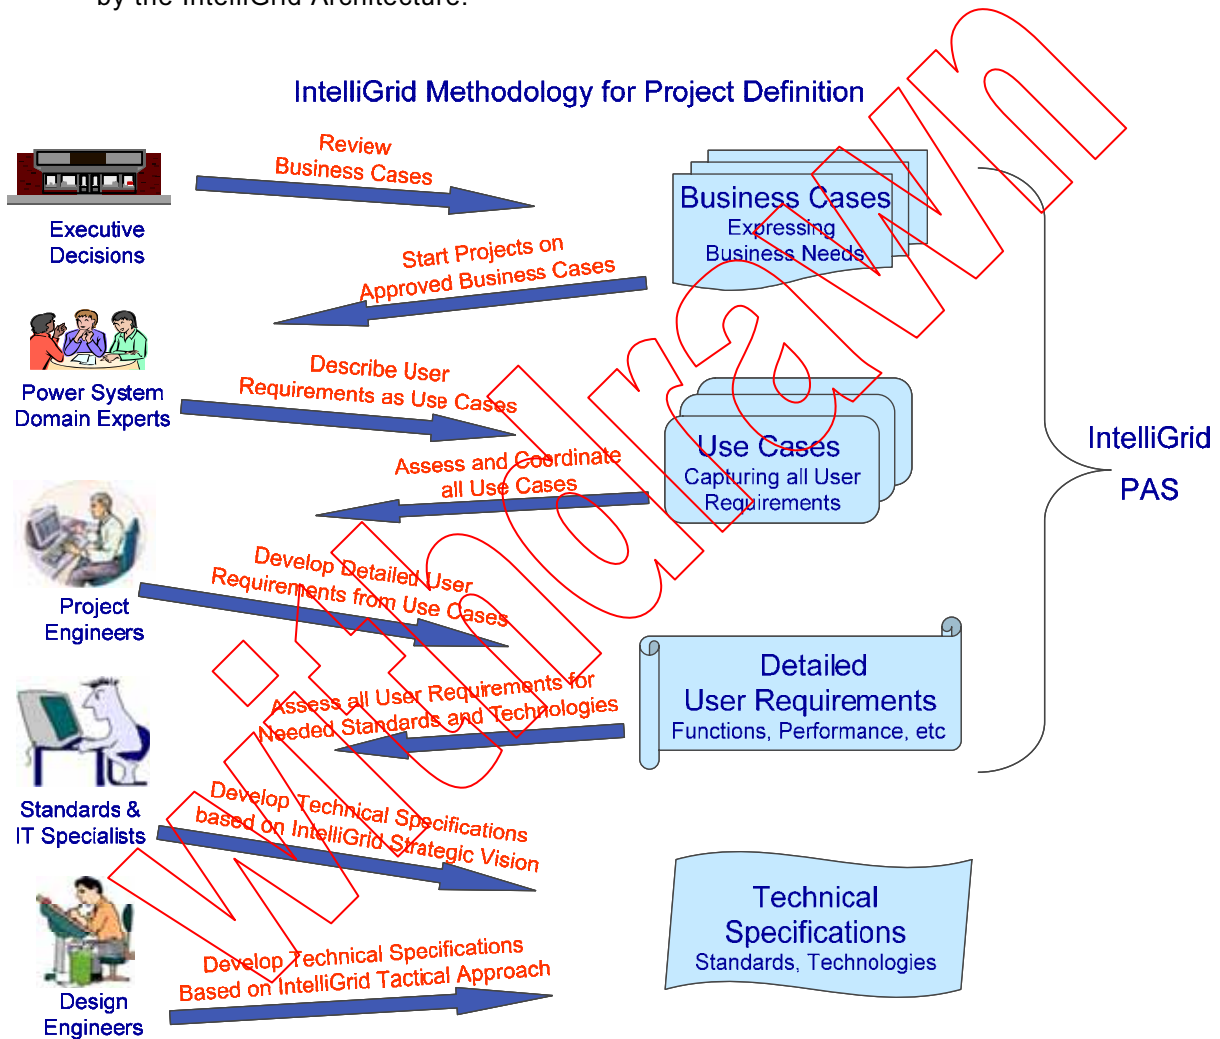 by the IntelliGrid Architecture.
IntelliGrid Methodology for Project Definition
Review
Business Cases
Executive
Decisions
Business Cases
Expressing
Business Needs
Start Projects on
Approved Business Cases
Power System
Domain Experts
Describe User
Requirements as Use Cases
Use Cases
Capturing all User
Requirements
IntelliGrid
PAS
Assess and Coordinate
all Use Cases
Project
Engineers
Develop Detailed User
Requirements from Use Cases
Detailed
User Requirements
Functions, Performance, etc
Assess all User Requirements for
Needed Standards and Technologies
Standards &
IT Specialists
Develop Technical Specifications
based on IntelliGrid Strategic Vision
Technical
Specifications
Standards, Technologies
Develop Technical Specifications
Based on IntelliGrid Tactical Approach
Design
Engineers
Withdrawn